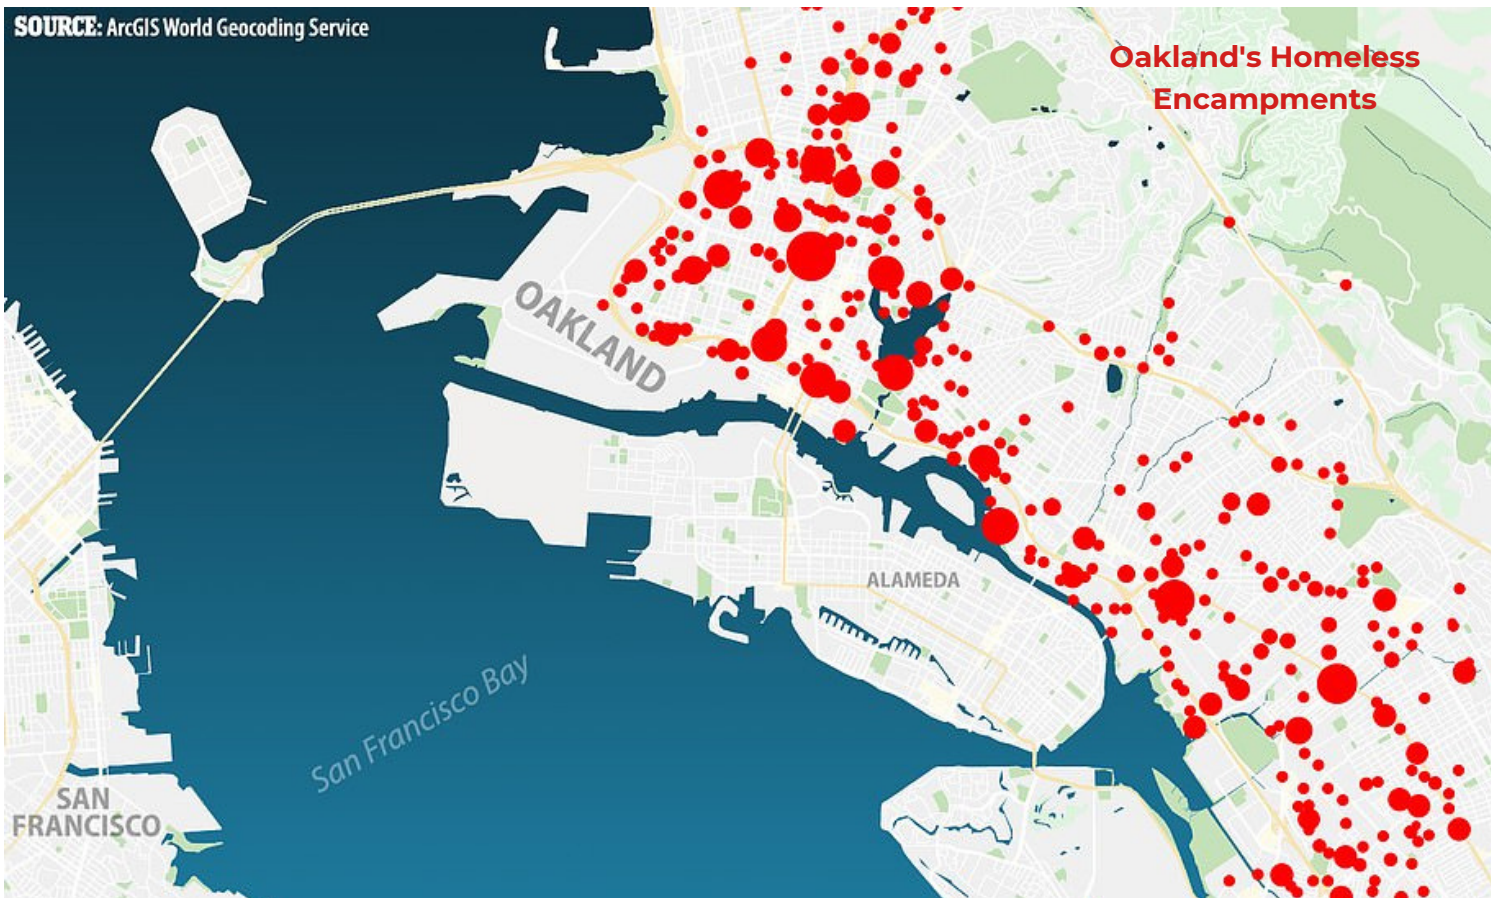 SOURCE: ArcGIS World Geocoding Service
Oakland's Homeless
Encampments
OAKLAND
ALAMEDA
San Francisco Bay
SAN
FRANCISCO